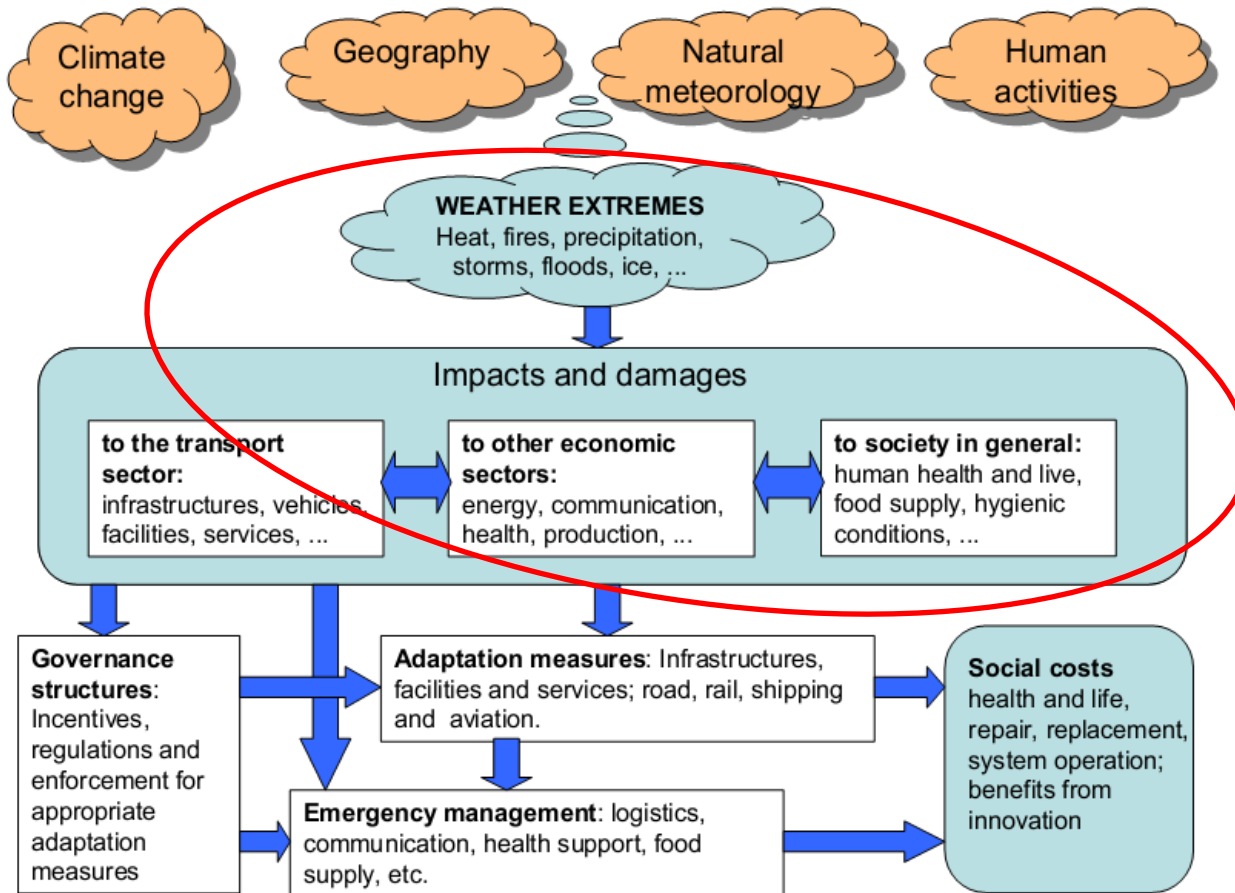 Climate
change
Geography
Natural
meteorology
Human
activities
WEATHER EXTREMES
Heat, fires, precipitation,
storms, floods, ice, ...
Impacts and damages
to the transport
sector:
infrastructures, vehicles,
facilities, services, ...
to other economic
sectors:
energy, communication,
health, production, ...
to society in general:
human health and live,
food supply, hygienic
conditions, ...
Governance
structures:
Incentives,
regulations and
enforcement for
appropriate
adaptation
measures
Adaptation measures: Infrastructures,
facilities and services; road, rail, shipping
and aviation.
Emergency management: logistics,
communication, health support, food
supply, etc.
Social costs
health and life,
repair, replacement,
system operation;
benefits from
innovation